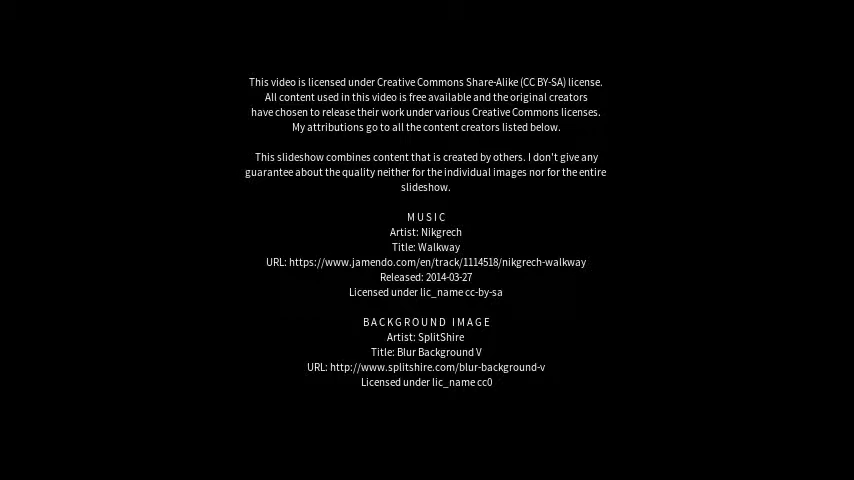 This video is licensed under Creative Commons Share-Alike (CC BY-SA) license.
All content used in this video is free available and the original creators
have chosen to release their work under various Creative Commons licenses.
My attributions go to all the content creators listed below.
This slideshow combines content that is created by others. I don't give any
guarantee about the quality neither for the individual images nor for the entire
slideshow.
MUSIC
Artist: Nikgrech
Title: Walkway
URL: https://www.jamendo.com/en/track/1114518/nikgrech-walkway
Released: 2014-03-27
Licensed under lic_name cc-by-sa
BACKGROUND IMAGE
Artist: SplitShire
Title: Blur Background V
URL: http://www.splitshire.com/blur-background-v
Licensed under lic_name cc0